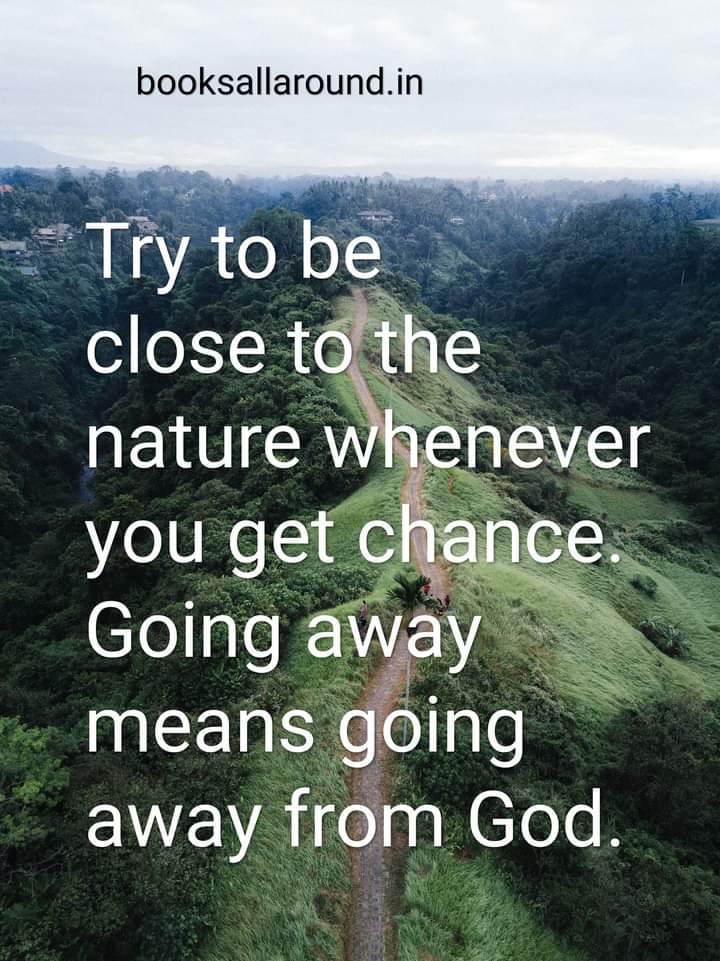 booksallaround.in
Try to be
close to the
nature whenever
you get chance.
Going away
means going
away from God.